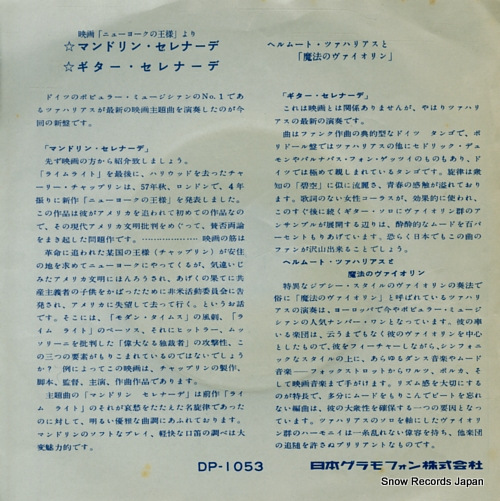 映画「ニューヨークの王様」より
☆マンドリン・セレナーデ
☆ギター・セレナーデ
ヘルムート・ツァハリアスと
「魔法のヴァイオリン」
ドイツのポピュラー・ミュージシァンのNo.1であ
るツァハリアスが最新の映画主題曲を演奏したのが今
回の新盤です。
「マンドリン・セレナーデ」
先ず映画の方から紹介致しましょう。
「ライムライト」を最後に、ハリウッドを去ったチャ
ーリー・チャップリンは、57年秋、ロンドンで、4年
振りに新作「ニューヨークの王様」を発表しました。
この作品は彼がアメリカを追われて初めての作品なの
で、その現代アメリカ文明批判をめぐって、賛否両論
をまき起した問題作です。………………映画の筋は
革命に追われた某国の王様（チャップリン）が安住
の地を求めてニューヨークにやってくるが、気違いじ
みたアメリカ文明にほんろうされ、あげくの果てに共
産主義者の子供をかばったために非米活動委員会に告
発され、アメリカに失望して去って行く。というお話
です。そこには、「モダン・タイムス」の風刺、「ラ
イム ライト」のペーソス、それにヒットラー、ムッ
ソリーニを批判した「偉大なる独裁者」の攻撃性、こ
の三つの要素がもりこまれているのではないでしょう
か？ 例によってこの映画は、チャップリンの製作、
脚本、監督、主演、作曲作品であります。
主題曲の「マンドリン セレナーデ」は前作「ライ
ム ライト」のそれが哀愁をたたえた名旋律であった
のに対して、明るい優雅な曲調にあふれております。
マンドリンのソフトなプレイ、軽快な口笛の調べは大
変魅力的です。
「ギター・セレナーデ」
これは映画とは関係ありませんが、やはりツァハリ
アスの最新の演奏です。
曲はファンク作曲の典型的なドイツ タンゴで、ポ
リドール盤ではツァハリアスの他にセドリック・デュ
モンやバルナバス・フォン・ゲッツィのものもあり、ド
イツでは極めて親しまれているタンゴです。旋律は衆
知の「碧空」に似に流麗さ、青春の感触が溢れており
ます。歌詞のない女性コーラスが、効果的に使われ、
このすぐ後に続くギター・ソロにヴァイオリン群のア
ンサンブルが展開する辺りは、酔酔的なムードを百パ
ーセントもりあげています。恐らく日本でもこの曲の
ファンが沢山出来ることでしょう。
ヘルムート・ツァハリアスと
魔法のヴァイオリン
特異なジプシー・スタイルのヴァイオリンの奏法で
俗に「魔法のヴァイオリン」と呼ばれているツァハリ
アスの演奏は、ヨーロッパで今やポピュラー・ミュージ
シァンの人気ナンバー・ワンとなっています。彼の率
いる楽団は、云うまでもなく彼のヴァイオリンを中心
としたもので、彼をフィーチャーしながら、シンフォニ
ックなスタイルの上に、あらゆるダンス音楽やムード
音楽──フォックストロットからワルツ、ボルカ、そ
して映画音楽まで手がけます。リズム感を大切にする
のが特長で、多分にムードをもりこんでビートを忘れ
ない編曲は、彼の大衆性を確保する一つの要因となっ
ています。ツァハリアスのソロを軸にしたヴァイオリ
ン群のハーモニイは一糸乱れない偉容を待ち、他楽団
の追随を許さぬブリリアントなものです。
DP-1053 日本グラモフォン株式会社
Snow Records Japan